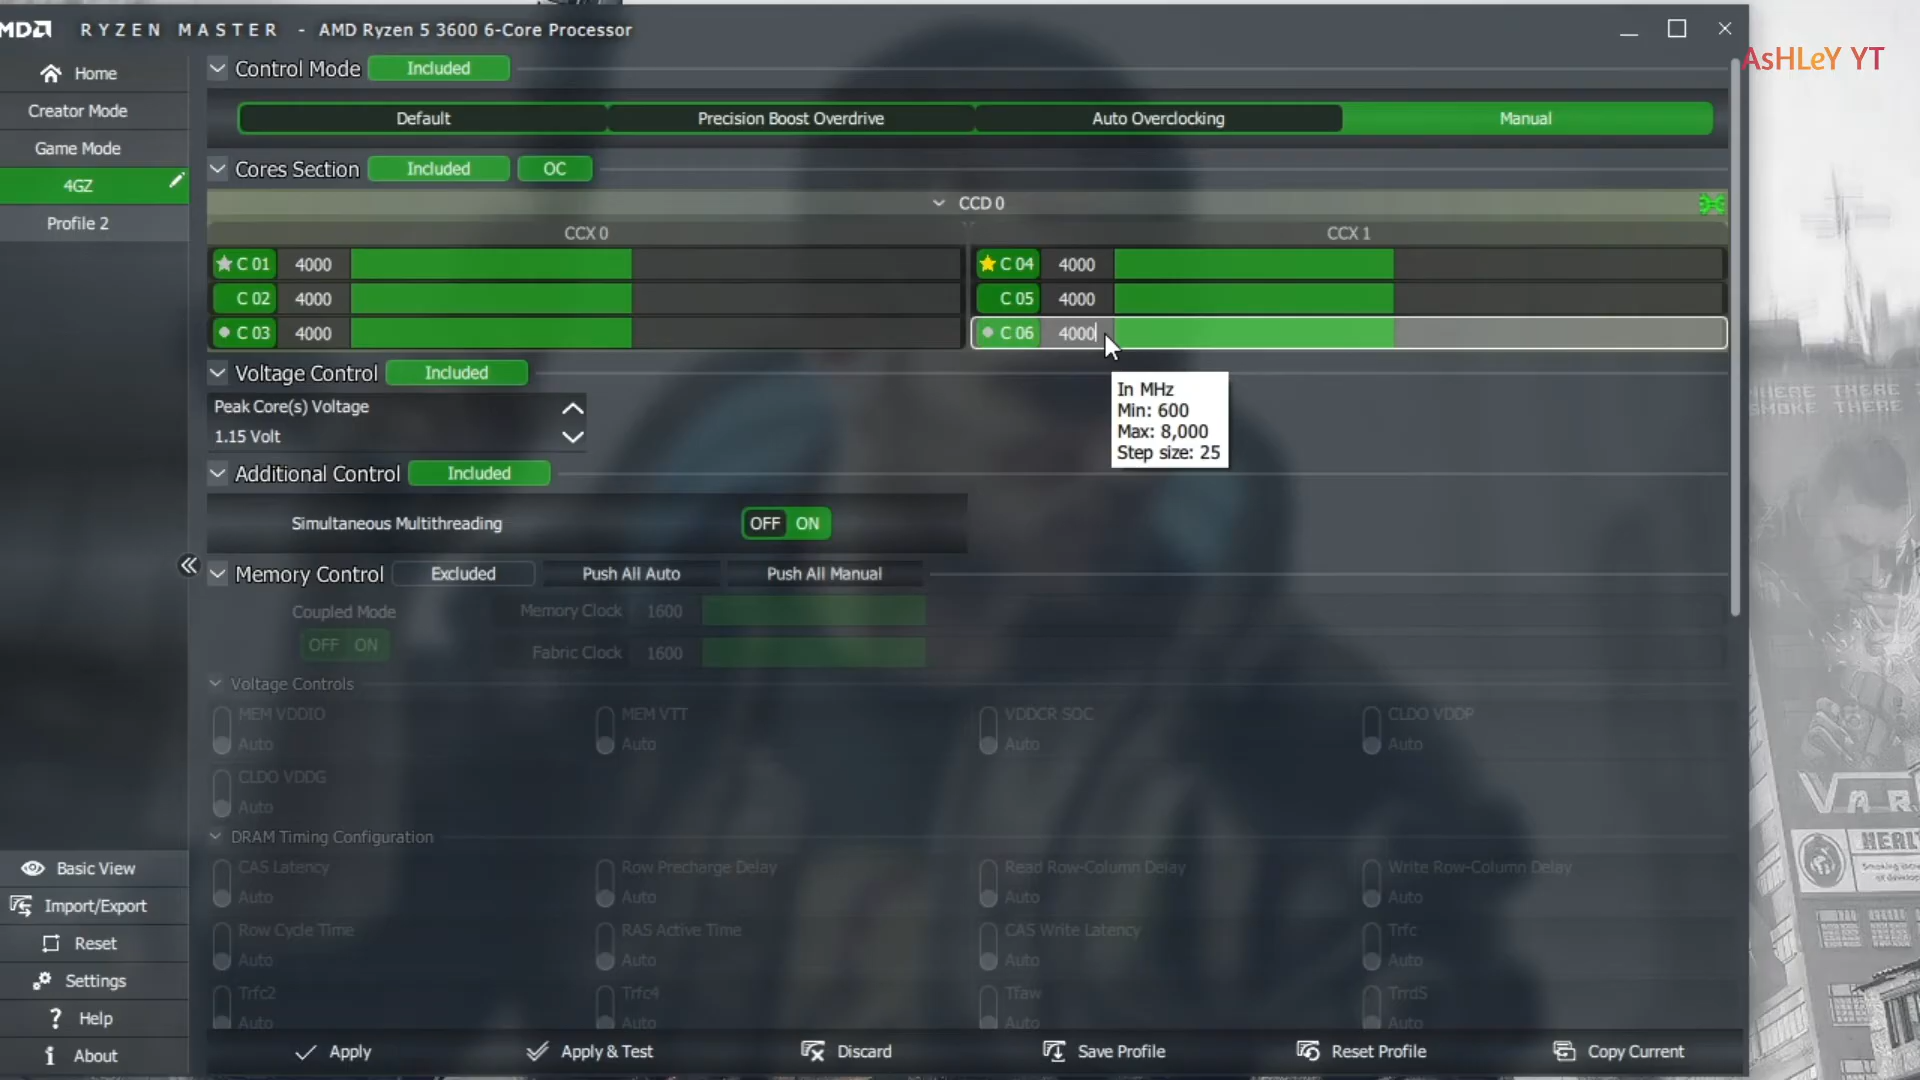 AMD RYZEN MASTER - AMD Ryzen 5 3600 6-Core Processor
AsHLeY YT
Home
Creator Mode
Game Mode
4GZ
Profile 2
Control Mode Included
Default Precision Boost Overdrive Auto Overclocking Manual
Cores Section Included OC
CCD 0
CCX 0 CCX 1
C 01 4000 C 04 4000
C 02 4000 C 05 4000
C 03 4000 C 06 4000
In MHz
Min: 600
Max: 8,000
Step size: 25
Voltage Control Included
Peak Core(s) Voltage
1.15 Volt
Additional Control Included
Simultaneous Multithreading OFF ON
Memory Control Excluded Push All Auto Push All Manual
Coupled Mode Memory Clock 1600
OFF ON Fabric Clock 1600
Voltage Controls
MEM VDDIO MEM VTT VDDCR SOC CLDO VDDP
Auto Auto Auto Auto
CLDO VDDG
Auto
DRAM Timing Configuration
CAS Latency Row Precharge Delay Read Row-Column Delay Write Row-Column Delay
Auto Auto Auto Auto
Row Cycle Time RAS Active Time CAS Write Latency Trfc
Auto Auto Auto Auto
Trfc2 Trfc4 Tfaw TrrdS
Auto Auto Auto Auto
Basic View
Import/Export
Reset
Settings
Help
About
Apply Apply & Test Discard Save Profile Reset Profile Copy Current
HERE THERE
SMOKE THERE